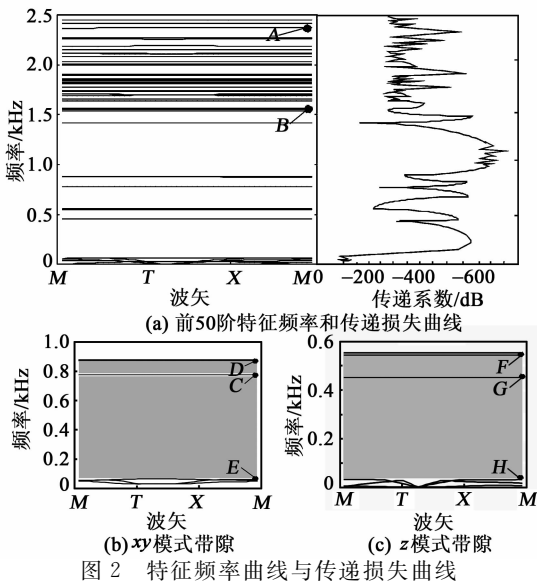 2.5
2.0
1.5
1.0
0.5
0
频率/kHz
A
B
M T X M
波矢
0 −200 −400 −600
传递系数/dB
(a) 前50阶特征频率和传递损失曲线
1.0
0.8
0.6
0.4
0.2
0
频率/kHz
D
C
E
M T X M
波矢
(b) xy模式带隙
0.6
0.4
0.2
0
频率/kHz
F
G
H
M T X M
波矢
(c) z模式带隙
图 2 特征频率曲线与传递损失曲线